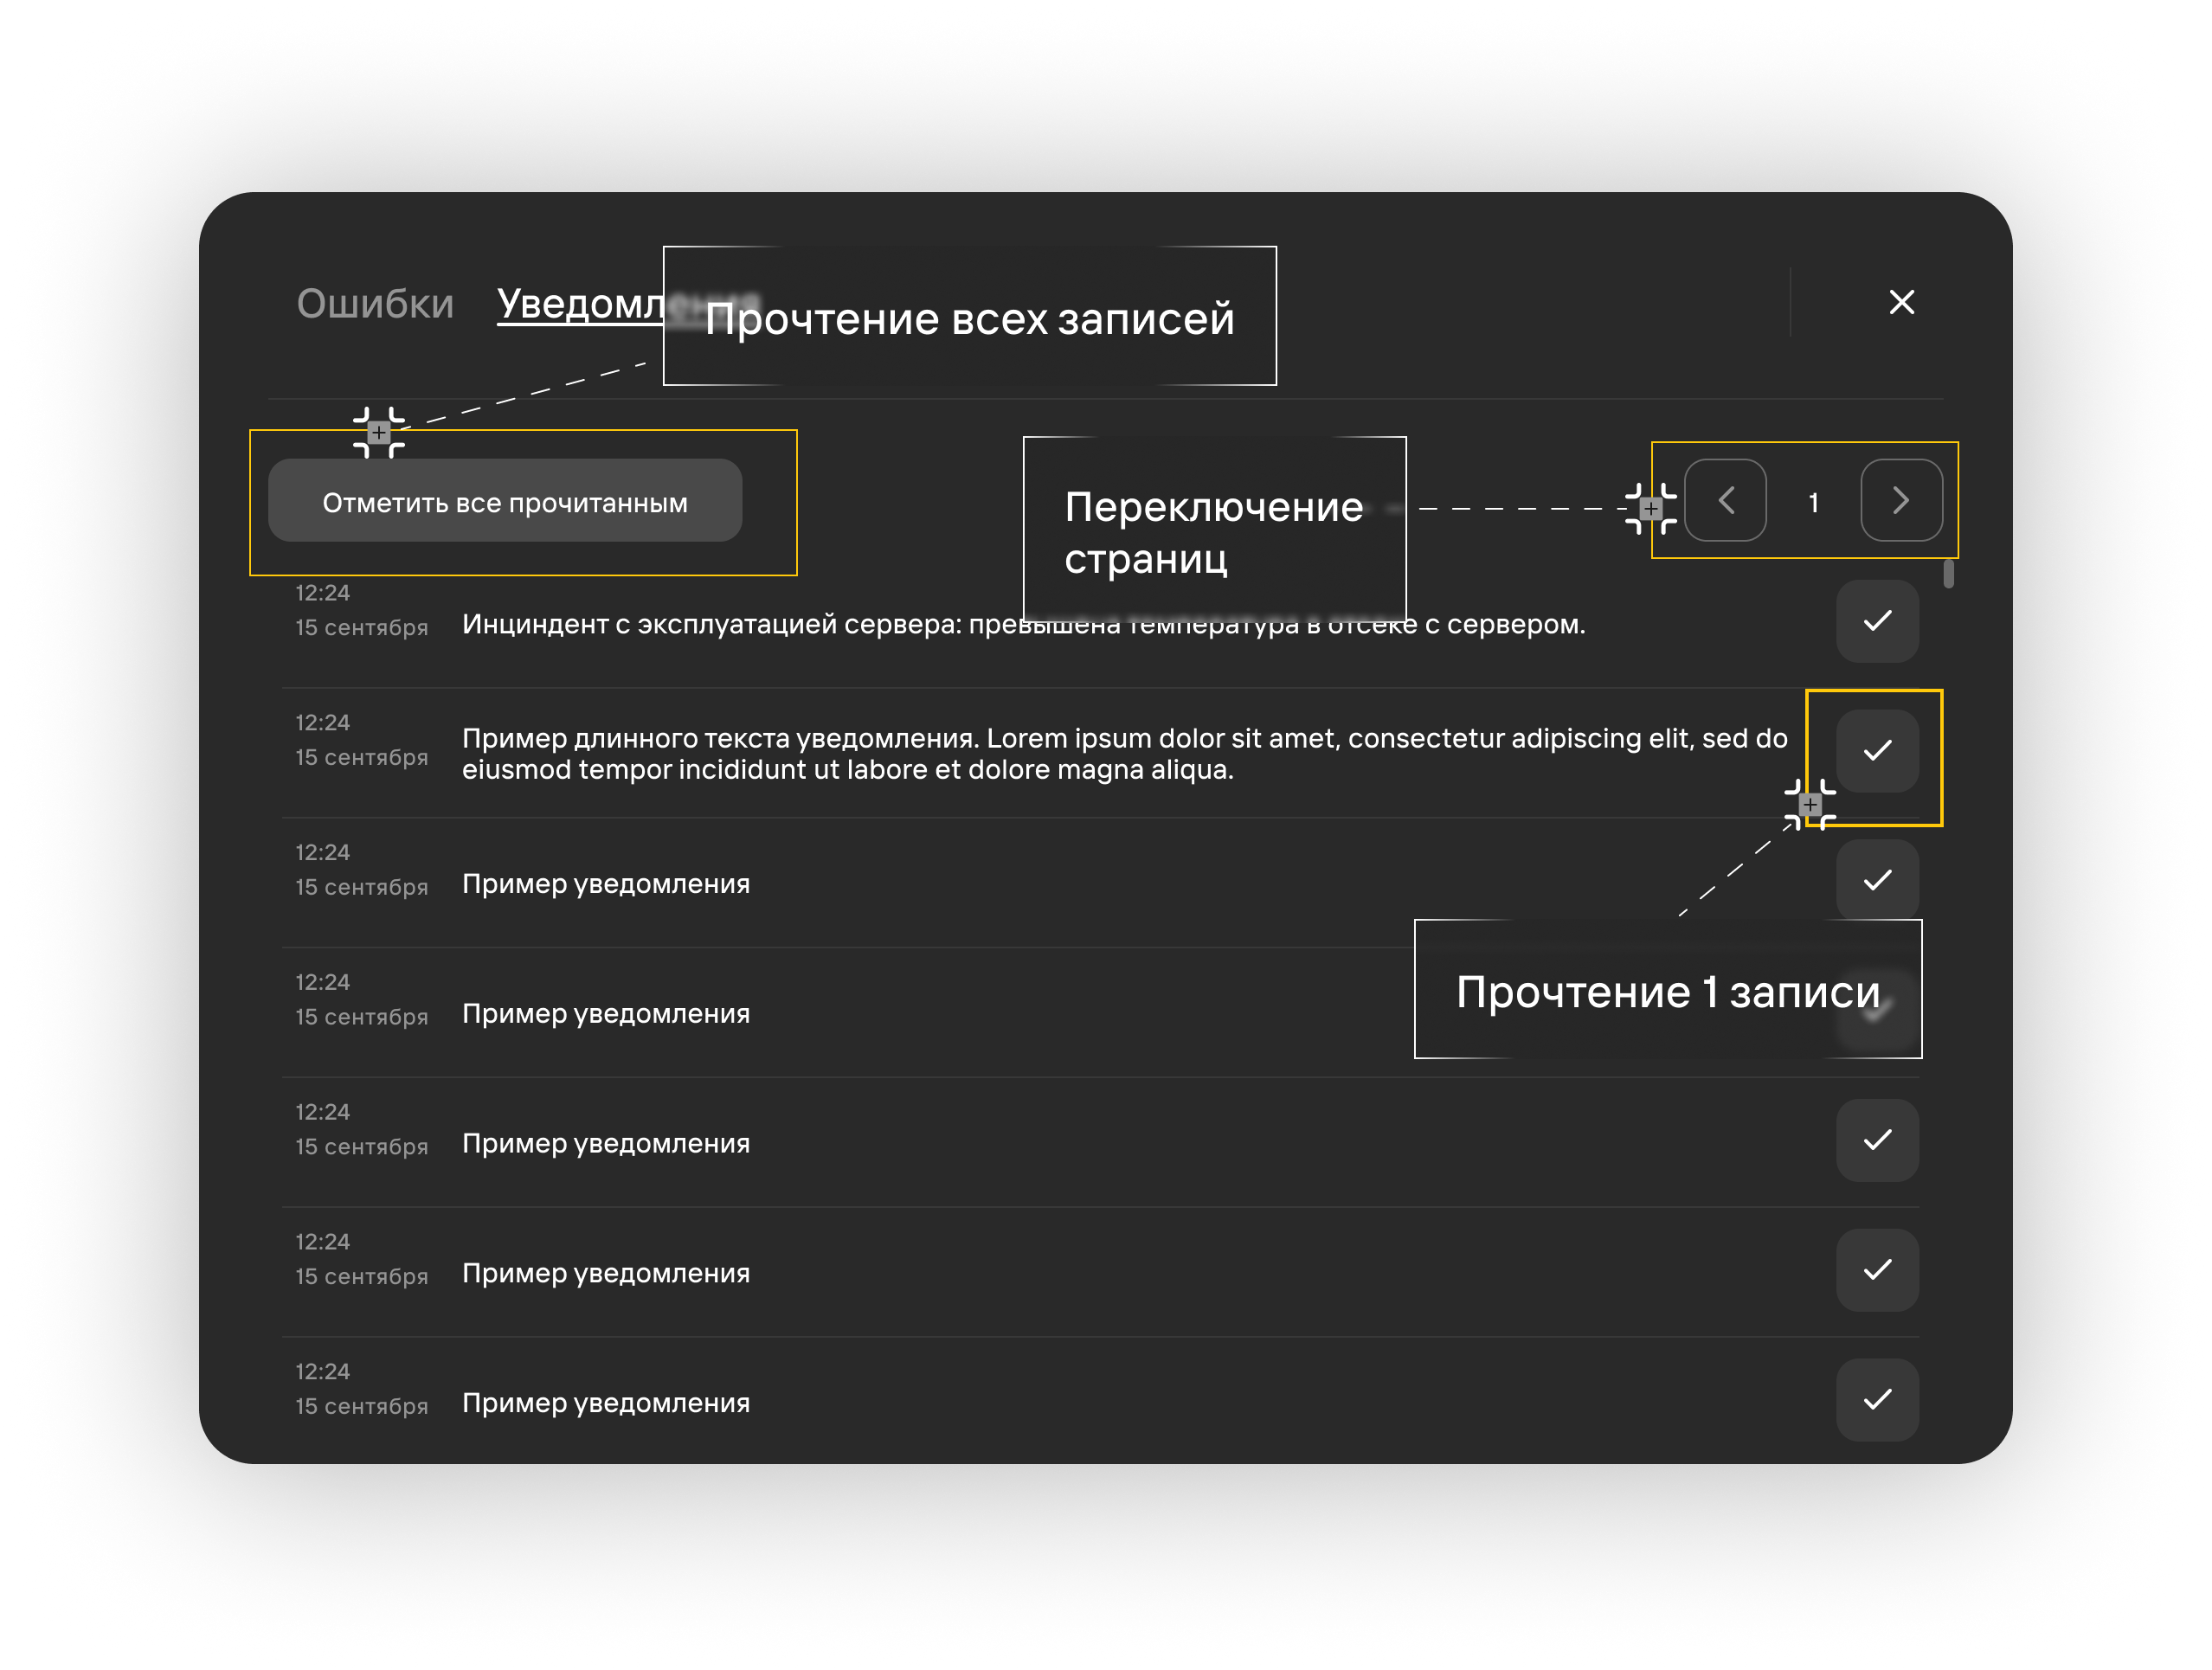 Ошибки
Уведомления
Прочтение всех записей
Отметить все прочитанным
Переключение
страниц
1
12:24
15 сентября
Инциндент с эксплуатацией сервера: превышена температура в отсеке с сервером.
12:24
15 сентября
Пример длинного текста уведомления. Lorem ipsum dolor sit amet, consectetur adipiscing elit, sed do
eiusmod tempor incididunt ut labore et dolore magna aliqua.
12:24
15 сентября
Пример уведомления
12:24
15 сентября
Пример уведомления
Прочтение 1 записи
12:24
15 сентября
Пример уведомления
12:24
15 сентября
Пример уведомления
12:24
15 сентября
Пример уведомления